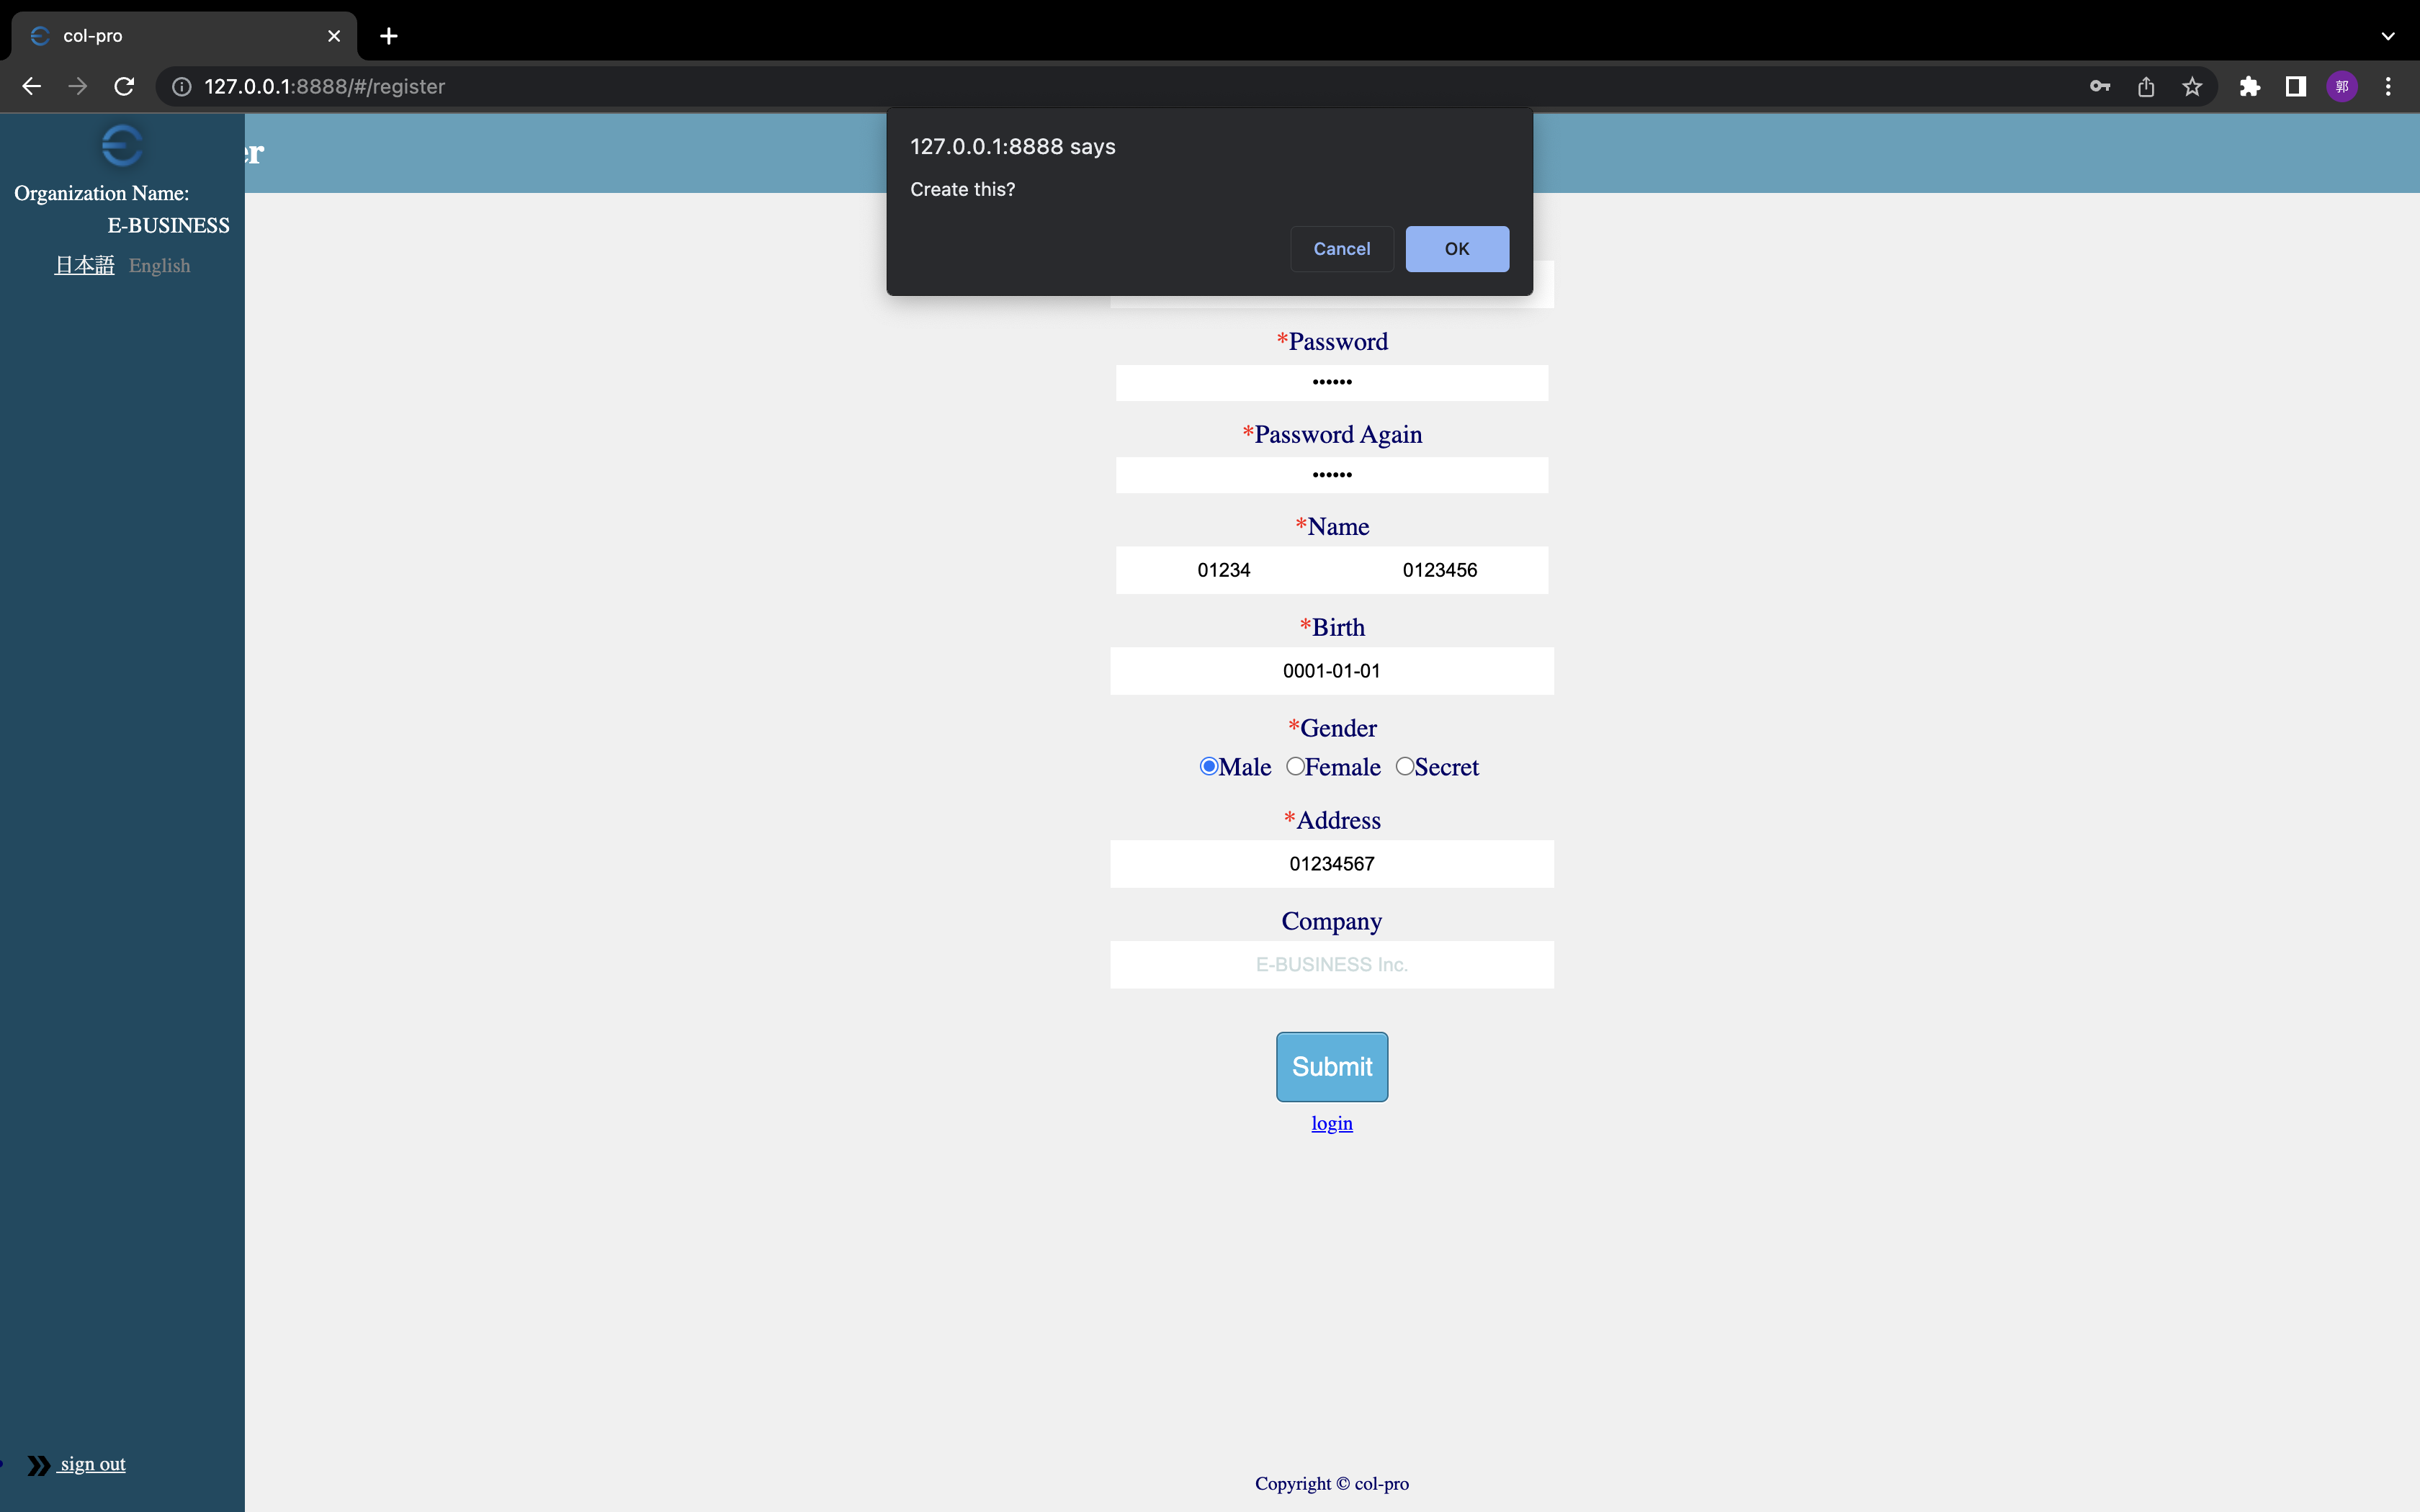 col-pro
127.0.0.1:8888/#/register
郭
127.0.0.1:8888 says
Create this?
Cancel
OK
er
Organization Name:
E-BUSINESS
日本語 English
*Password
••••••
*Password Again
••••••
*Name
01234 0123456
*Birth
0001-01-01
*Gender
Male Female Secret
*Address
01234567
Company
E-BUSINESS Inc.
Submit
login
sign out
Copyright © col-pro